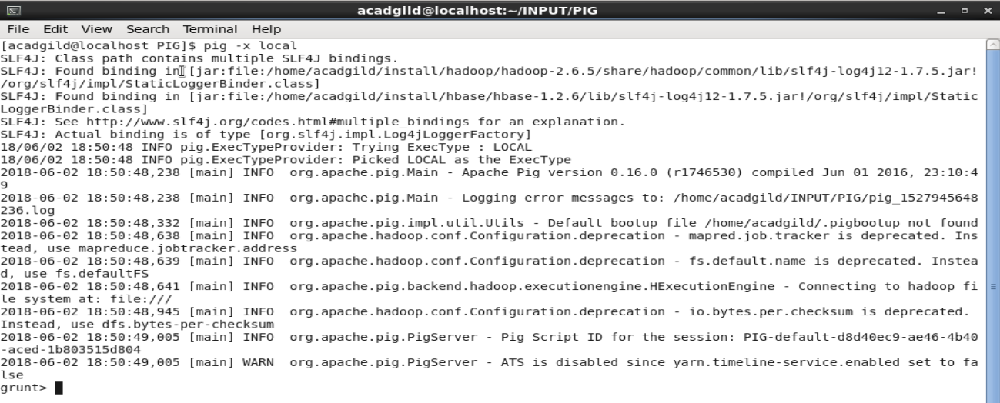 acadgild@localhost:~/INPUT/PIG
File Edit View Search Terminal Help
[acadgild@localhost PIG]$ pig -x local
SLF4J: Class path contains multiple SLF4J bindings.
SLF4J: Found binding in [jar:file:/home/acadgild/install/hadoop/hadoop-2.6.5/share/hadoop/common/lib/slf4j-log4j12-1.7.5.jar!
/org/slf4j/impl/StaticLoggerBinder.class]
SLF4J: Found binding in [jar:file:/home/acadgild/install/hbase/hbase-1.2.6/lib/slf4j-log4j12-1.7.5.jar!/org/slf4j/impl/Static
LoggerBinder.class]
SLF4J: See http://www.slf4j.org/codes.html#multiple_bindings for an explanation.
SLF4J: Actual binding is of type [org.slf4j.impl.Log4jLoggerFactory]
18/06/02 18:50:48 INFO pig.ExecTypeProvider: Trying ExecType : LOCAL
18/06/02 18:50:48 INFO pig.ExecTypeProvider: Picked LOCAL as the ExecType
2018-06-02 18:50:48,238 [main] INFO  org.apache.pig.Main - Apache Pig version 0.16.0 (r1746530) compiled Jun 01 2016, 23:10:4
9
2018-06-02 18:50:48,238 [main] INFO  org.apache.pig.Main - Logging error messages to: /home/acadgild/INPUT/PIG/pig_1527945648
236.log
2018-06-02 18:50:48,332 [main] INFO  org.apache.pig.impl.util.Utils - Default bootup file /home/acadgild/.pigbootup not found
2018-06-02 18:50:48,638 [main] INFO  org.apache.hadoop.conf.Configuration.deprecation - mapred.job.tracker is deprecated. Ins
tead, use mapreduce.jobtracker.address
2018-06-02 18:50:48,639 [main] INFO  org.apache.hadoop.conf.Configuration.deprecation - fs.default.name is deprecated. Instea
d, use fs.defaultFS
2018-06-02 18:50:48,641 [main] INFO  org.apache.pig.backend.hadoop.executionengine.HExecutionEngine - Connecting to hadoop fi
le system at: file:///
2018-06-02 18:50:48,945 [main] INFO  org.apache.hadoop.conf.Configuration.deprecation - io.bytes.per.checksum is deprecated.
Instead, use dfs.bytes-per-checksum
2018-06-02 18:50:49,005 [main] INFO  org.apache.pig.PigServer - Pig Script ID for the session: PIG-default-d8d40ec9-ae46-4b40
-aced-1b803515d804
2018-06-02 18:50:49,005 [main] WARN  org.apache.pig.PigServer - ATS is disabled since yarn.timeline-service.enabled set to fa
lse
grunt>